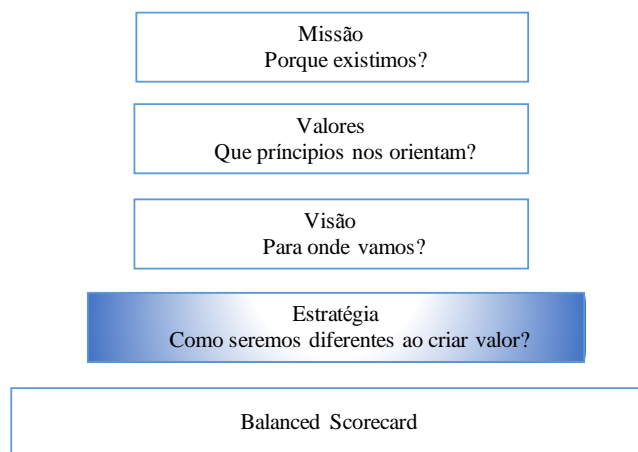 Missão
Porque existimos?
Valores
Que príncipios nos orientam?
Visão
Para onde vamos?
Estratégia
Como seremos diferentes ao criar valor?
Balanced Scorecard